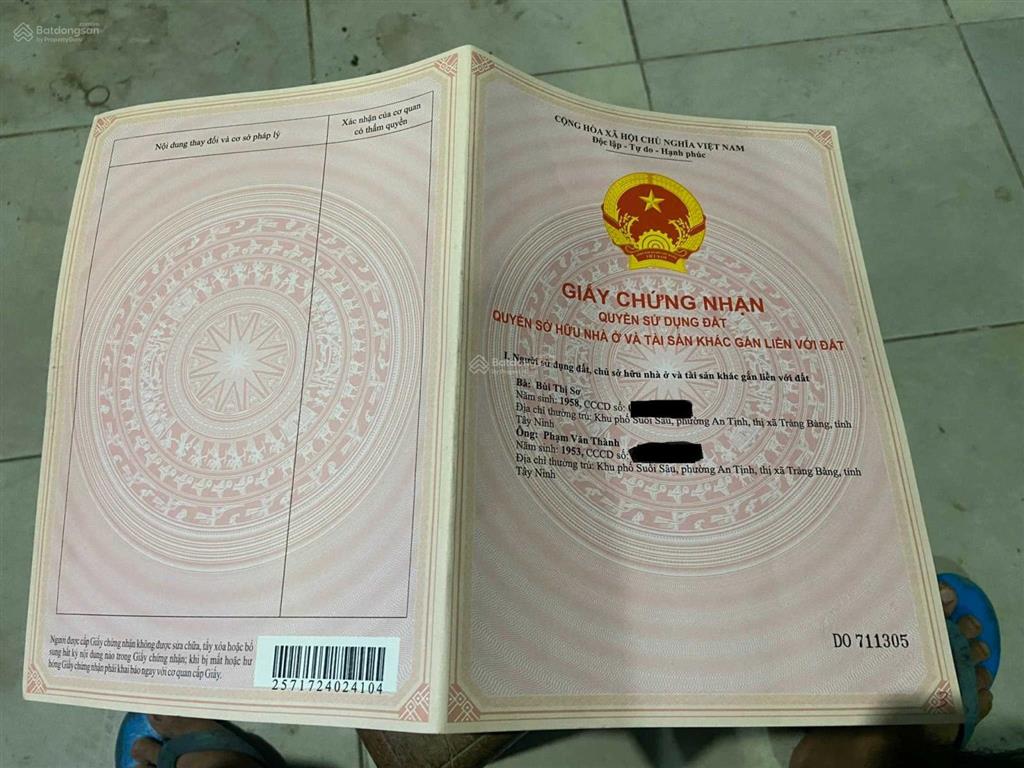 Batdongsan
by PropertyGuru
Nội dung thay đổi và cơ sở pháp lý
Xác nhận của cơ quan
có thẩm quyền
Người được cấp Giấy chứng nhận không được sửa chữa, tẩy xóa hoặc bổ
sung bất kỳ nội dung nào trong Giấy chứng nhận; khi bị mất hoặc hư
hỏng Giấy chứng nhận phải khai báo ngay với cơ quan cấp Giấy.
2571724024104
CỘNG HÒA XÃ HỘI CHỦ NGHĨA VIỆT NAM
Độc lập - Tự do - Hạnh phúc
GIẤY CHỨNG NHẬN
QUYỀN SỬ DỤNG ĐẤT
QUYỀN SỞ HỮU NHÀ Ở VÀ TÀI SẢN KHÁC GẮN LIỀN VỚI ĐẤT
Batdongsan
I. Người sử dụng đất, chủ sở hữu nhà ở và tài sản khác gắn liền với đất
Bà: Bùi Thị Sơ
Năm sinh: 1958, CCCD số:
Địa chỉ thường trú: Khu phố Suối Sâu, phường An Tịnh, thị xã Trảng Bàng, tỉnh
Tây Ninh
Ông: Phạm Văn Thành
Năm sinh: 1953, CCCD số:
Địa chỉ thương trú: Khu phố Suối Sâu, phường An Tịnh, thị xã Trảng Bàng, tỉnh
Tây Ninh
DO 711305